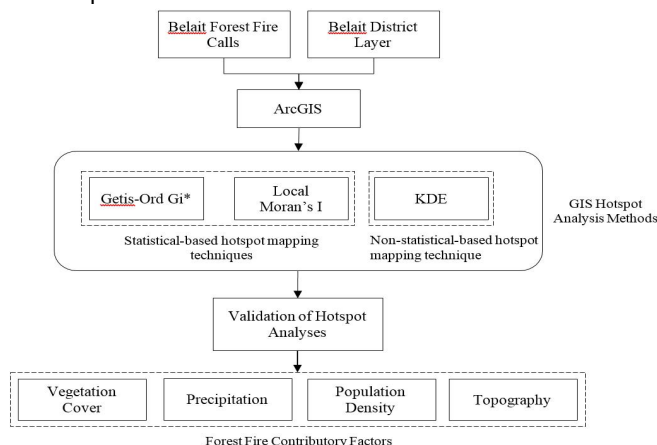 Belait Forest Fire
Calls
Belait District
Layer
ArcGIS
Getis-Ord Gi*
Local
Moran's I
KDE
Statistical-based hotspot mapping
techniques
Non-statistical-based hotspot
mapping technique
GIS Hotspot
Analysis Methods
Validation of Hotspot
Analyses
Vegetation
Cover
Precipitation
Population
Density
Topography
Forest Fire Contributory Factors